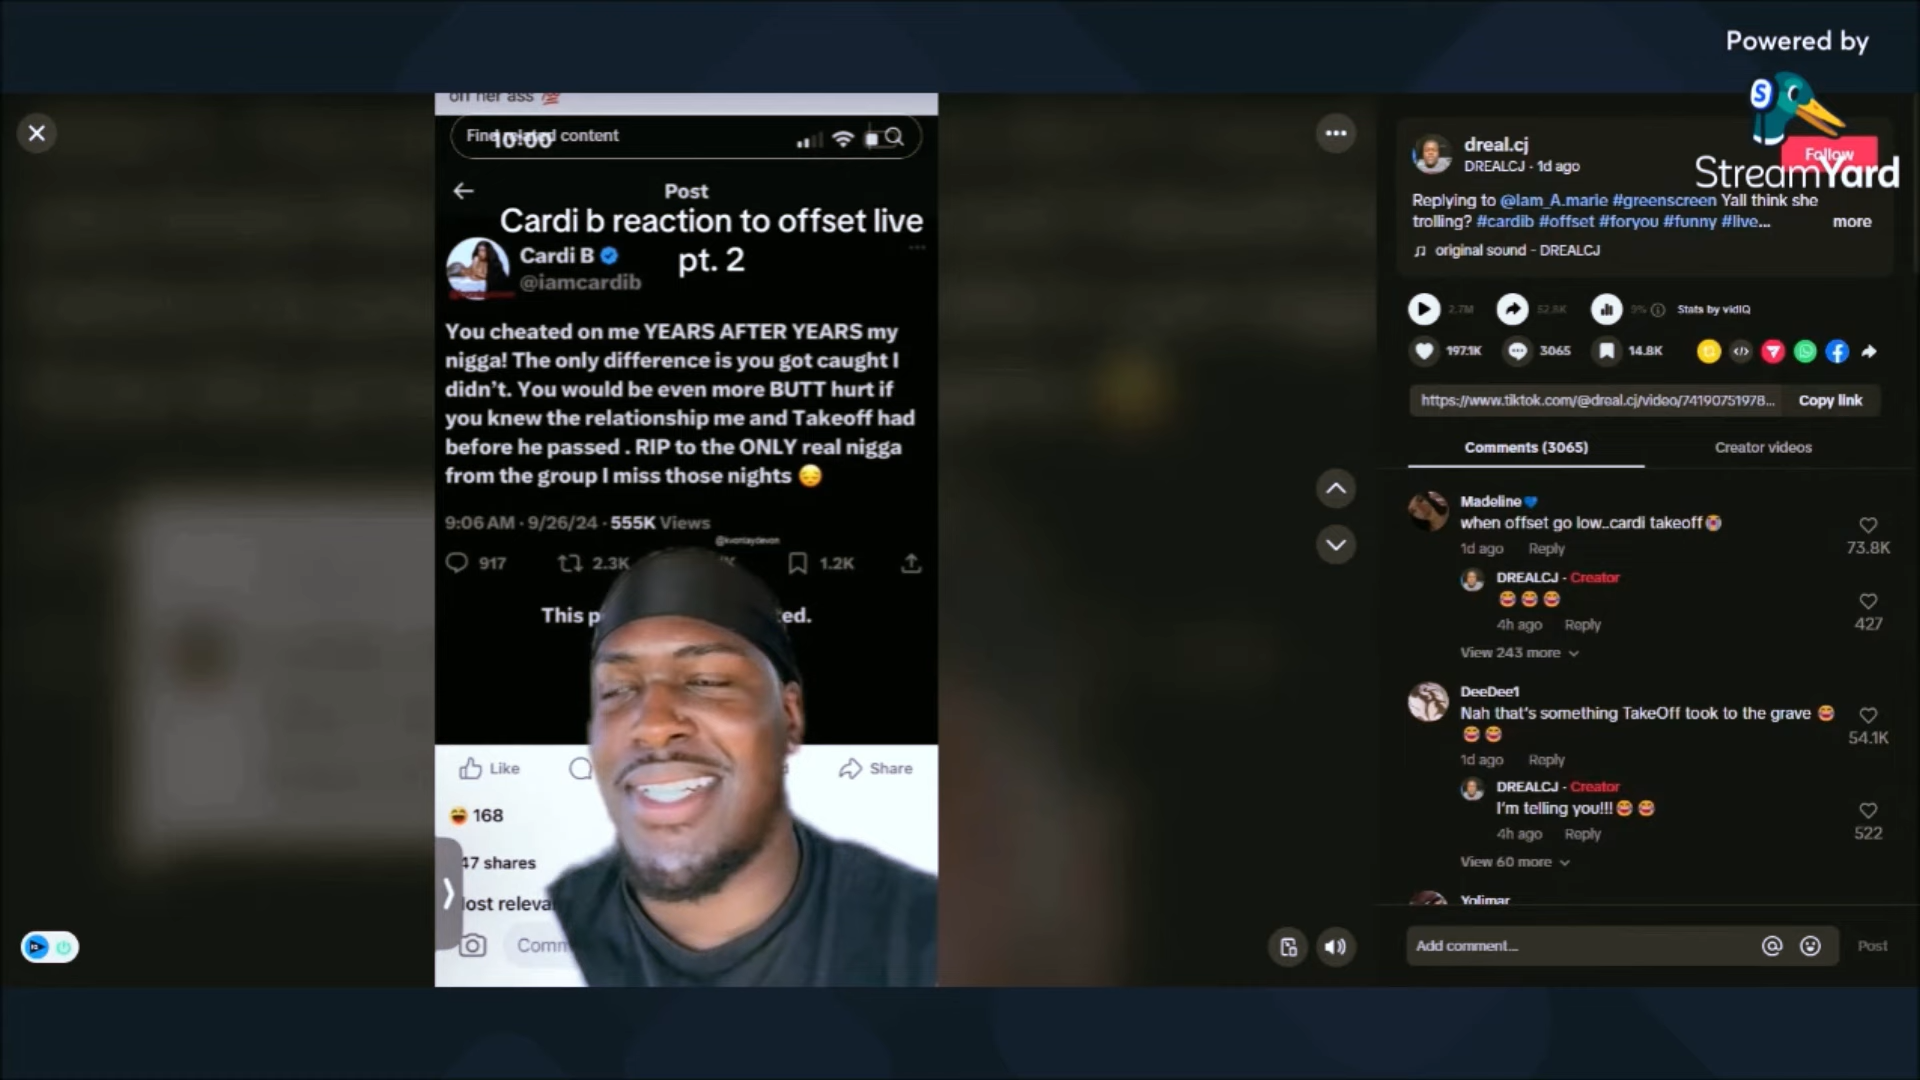 Powered by
StreamYard
off her ass 💯
Find related content
10:00
Post
Cardi b reaction to offset live
pt. 2
Cardi B
@iamcardib
You cheated on me YEARS AFTER YEARS my
nigga! The only difference is you got caught I
didn't. You would be even more BUTT hurt if
you knew the relationship me and Takeoff had
before he passed . RIP to the ONLY real nigga
from the group I miss those nights 😔
9:06 AM · 9/26/24 · 555K Views
917
2.3K
K
1.2K
This p
ed.
Like
Share
😆 168
47 shares
ost releva
Comm
dreal.cj
DREALCJ · 1d ago
Follow
Replying to @Iam_A.marie #greenscreen Yall think she
trolling? #cardib #offset #foryou #funny #live...
more
original sound - DREALCJ
2.7M
52.8K
9%
Stats by vidIQ
197.1K
3065
14.8K
https://www.tiktok.com/@dreal.cj/video/74190751978...
Copy link
Comments (3065)
Creator videos
Madeline💙
when offset go low..cardi takeoff😭
73.8K
1d ago
Reply
DREALCJ · Creator
😂😂😂
427
4h ago
Reply
View 243 more
DeeDee1
Nah that's something TakeOff took to the grave 😂
😂😂
54.1K
1d ago
Reply
DREALCJ · Creator
I'm telling you!!! 😂😂
522
4h ago
Reply
View 60 more
Yolimar
Add comment...
Post